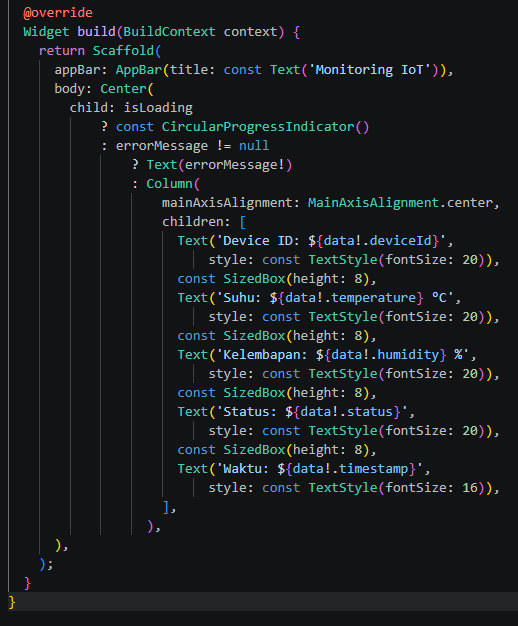 @override
Widget build(BuildContext context) {
  return Scaffold(
    appBar: AppBar(title: const Text('Monitoring IoT')),
    body: Center(
      child: isLoading
          ? const CircularProgressIndicator()
          : errorMessage != null
              ? Text(errorMessage!)
              : Column(
                  mainAxisAlignment: MainAxisAlignment.center,
                  children: [
                    Text('Device ID: ${data!.deviceId}',
                        style: const TextStyle(fontSize: 20)),
                    const SizedBox(height: 8),
                    Text('Suhu: ${data!.temperature} °C',
                        style: const TextStyle(fontSize: 20)),
                    const SizedBox(height: 8),
                    Text('Kelembapan: ${data!.humidity} %',
                        style: const TextStyle(fontSize: 20)),
                    const SizedBox(height: 8),
                    Text('Status: ${data!.status}',
                        style: const TextStyle(fontSize: 20)),
                    const SizedBox(height: 8),
                    Text('Waktu: ${data!.timestamp}',
                        style: const TextStyle(fontSize: 16)),
                  ],
                ),
    ),
  );
}
}